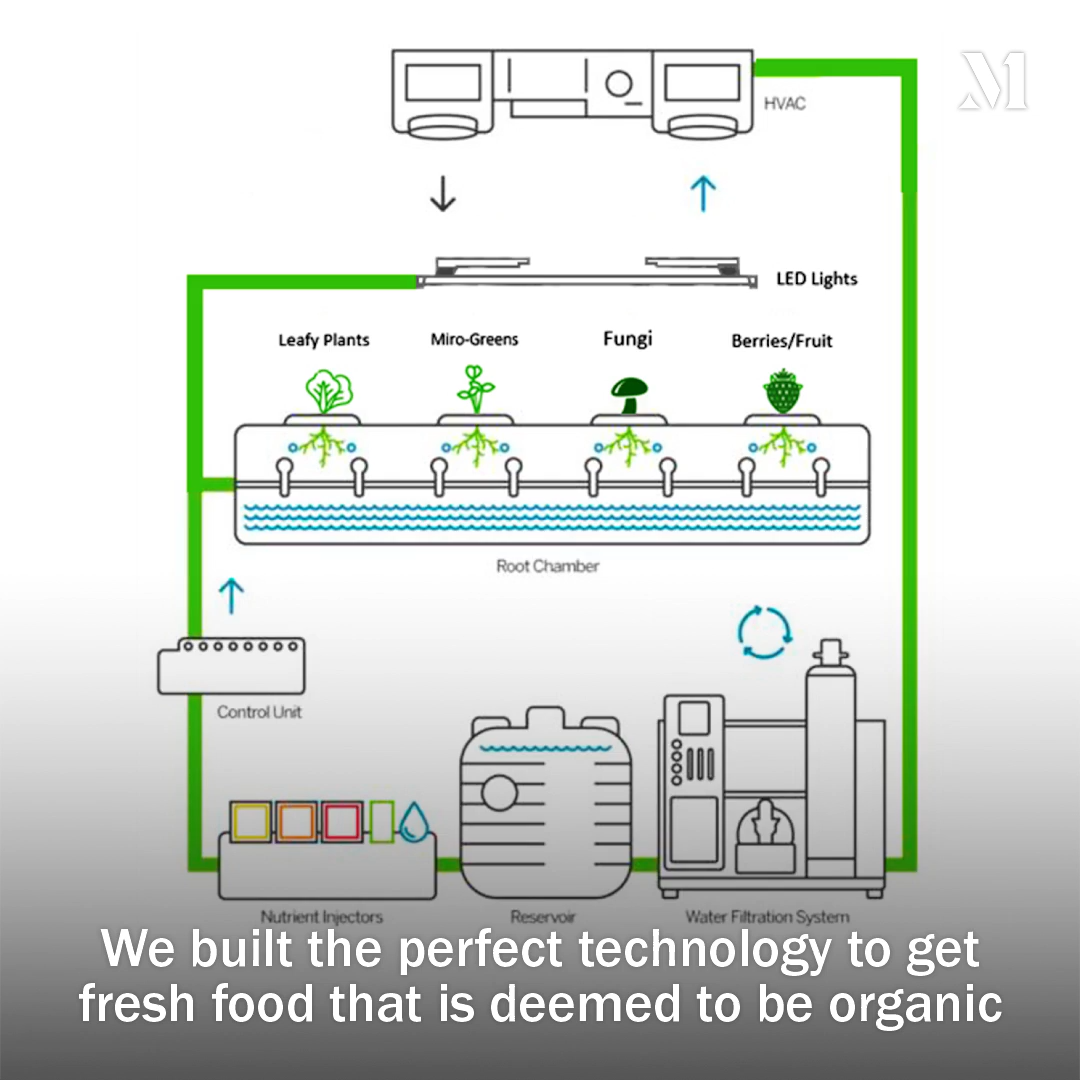 M
HVAC
LED Lights
Leafy Plants
Miro-Greens
Fungi
Berries/Fruit
Root Chamber
Control Unit
Nutrient Injectors
Reservoir
Water Filtration System
We built the perfect technology to get
fresh food that is deemed to be organic